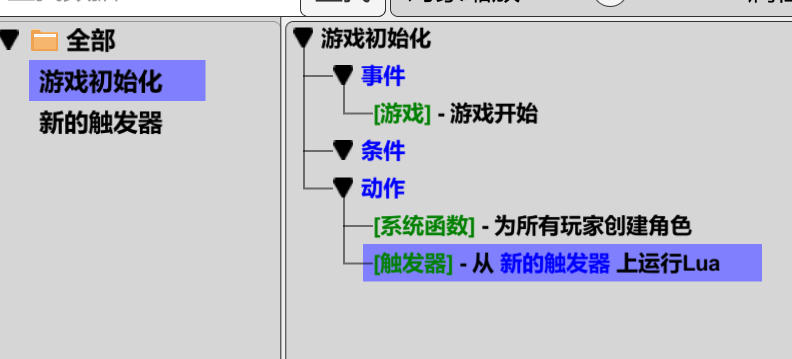 全部
游戏初始化
新的触发器
游戏初始化
事件
[游戏] - 游戏开始
条件
动作
[系统函数] - 为所有玩家创建角色
[触发器] - 从 新的触发器 上运行Lua